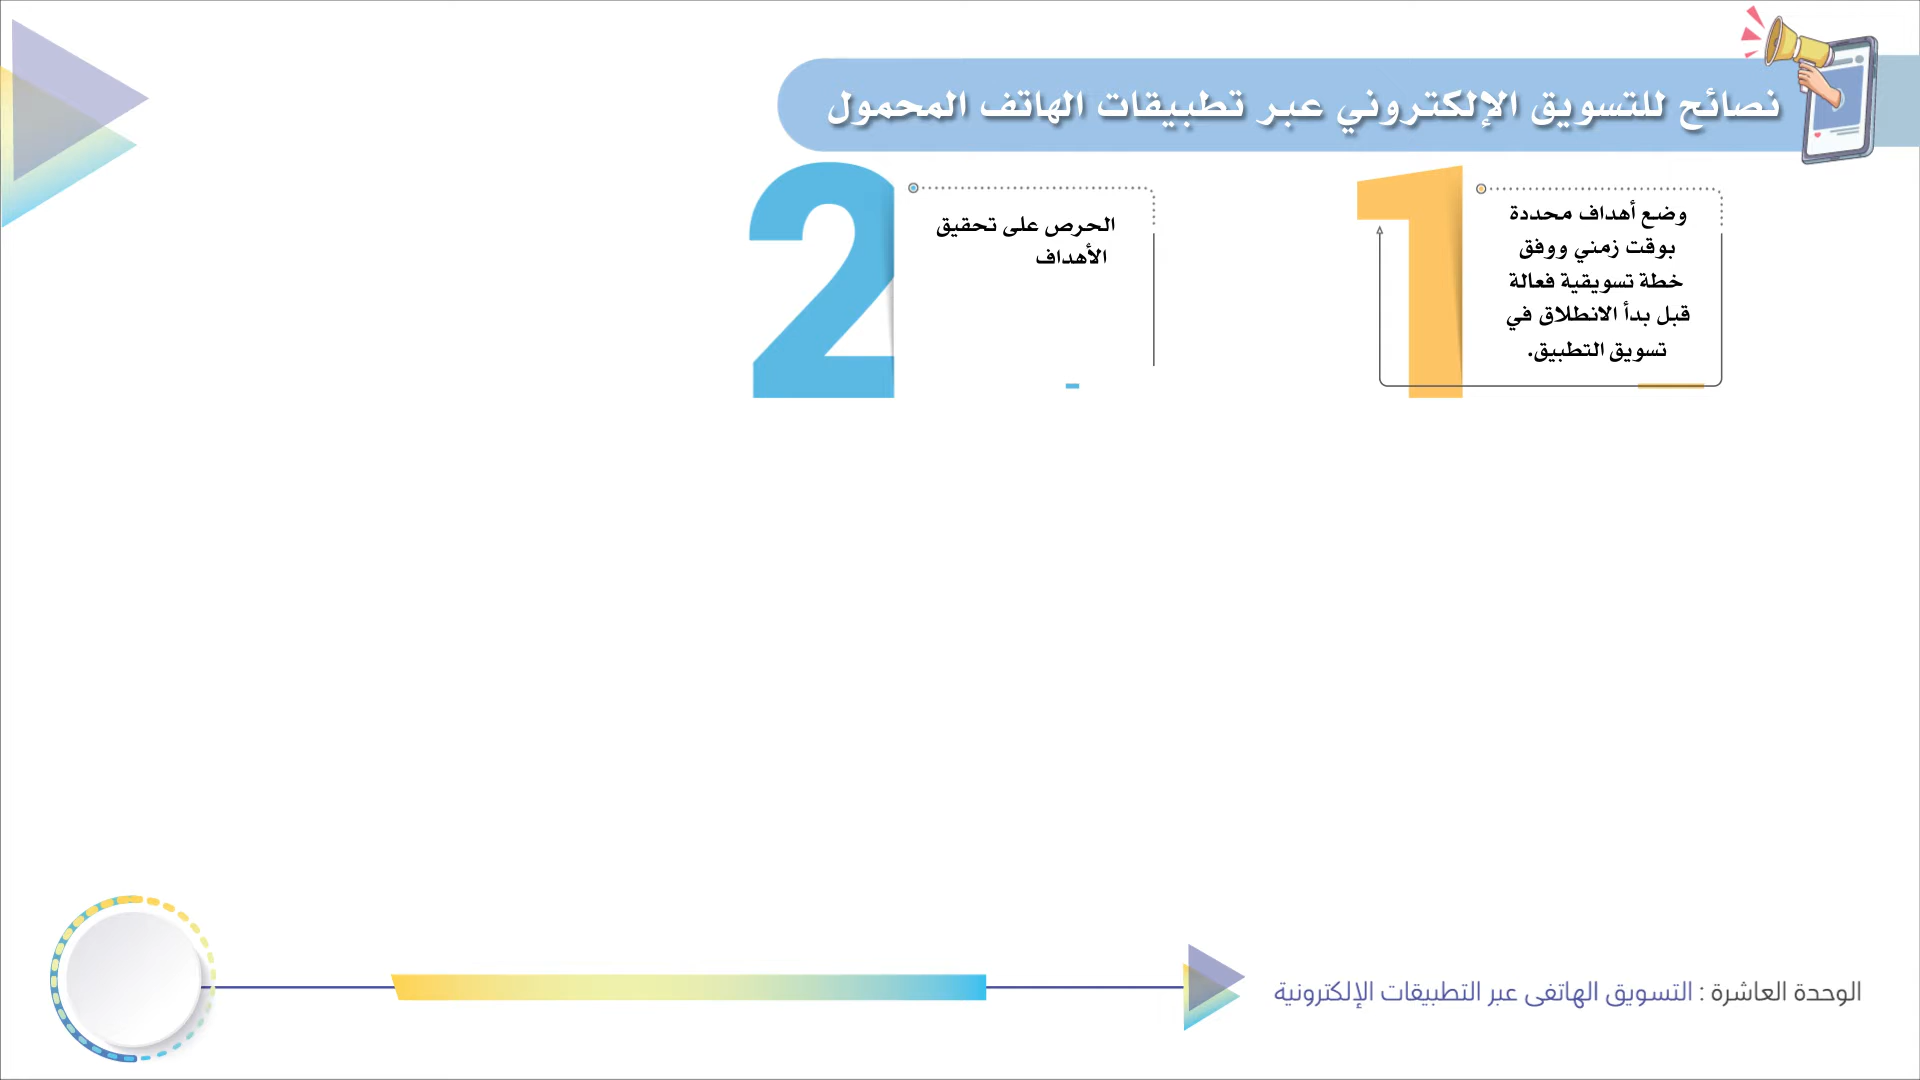 نصائح للتسويق الإلكتروني عبر تطبيقات الهاتف المحمول
1
وضع أهداف محددة
بوقت زمني ووفق
خطة تسويقية فعالة
قبل بدأ الانطلاق في
تسويق التطبيق.
2
الحرص على تحقيق
الأهداف
الوحدة العاشرة : التسويق الهاتفى عبر التطبيقات الإلكترونية